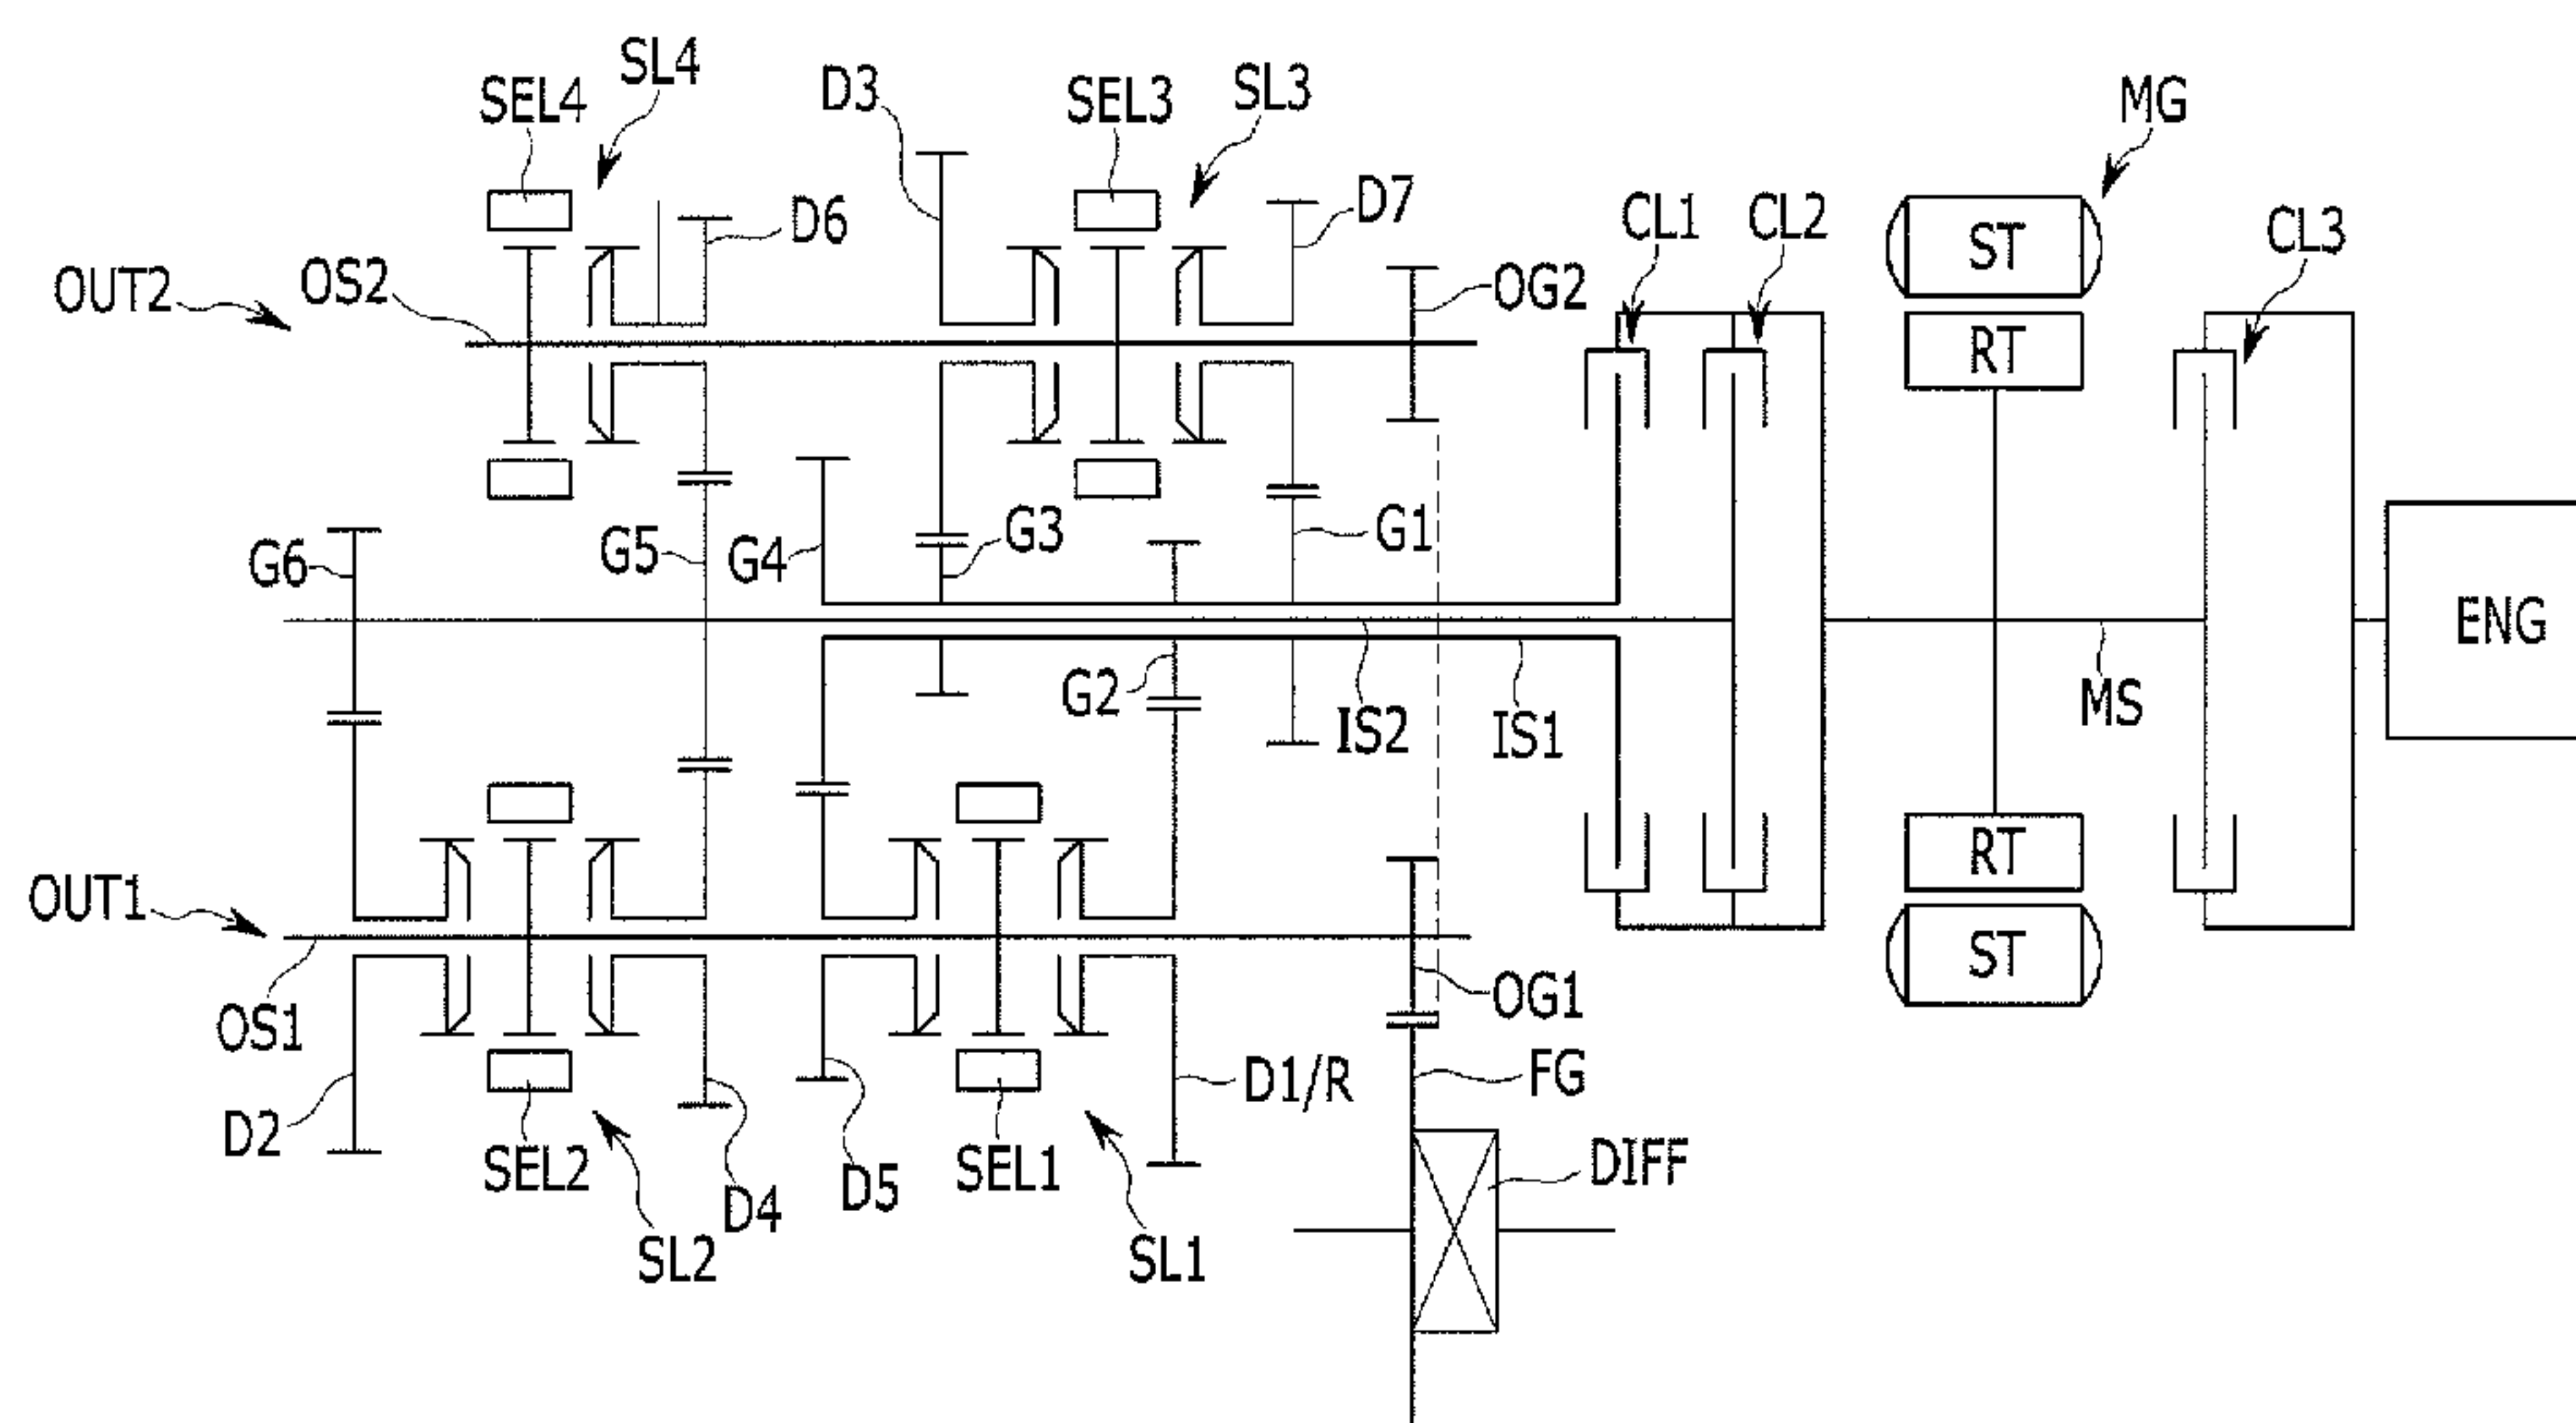 SL4
SEL4
D3
SEL3
SL3
MG
D7
D6
CL1
CL2
CL3
ST
OUT2
OS2
OG2
RT
G6
G5
G4
G3
G1
ENG
G2
IS2
IS1
MS
RT
OUT1
ST
OS1
OG1
D1/R
FG
D2
SEL2
D4
D5
SEL1
DIFF
SL2
SL1